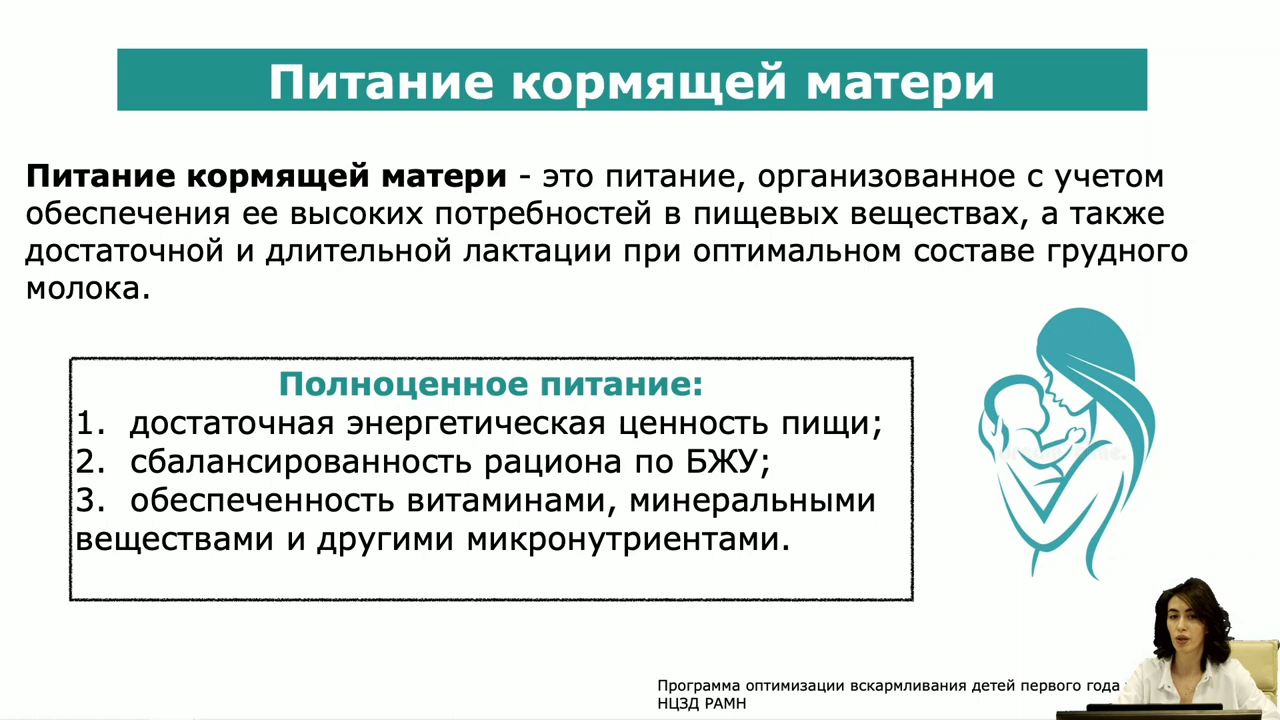 Питание кормящей матери
Питание кормящей матери - это питание, организованное с учетом
обеспечения ее высоких потребностей в пищевых веществах, а также
достаточной и длительной лактации при оптимальном составе грудного
молока.
Полноценное питание:
1. достаточная энергетическая ценность пищи;
2. сбалансированность рациона по БЖУ;
3. обеспеченность витаминами, минеральными
веществами и другими микронутриентами.
Программа оптимизации вскармливания детей первого года
НЦЗД РАМН